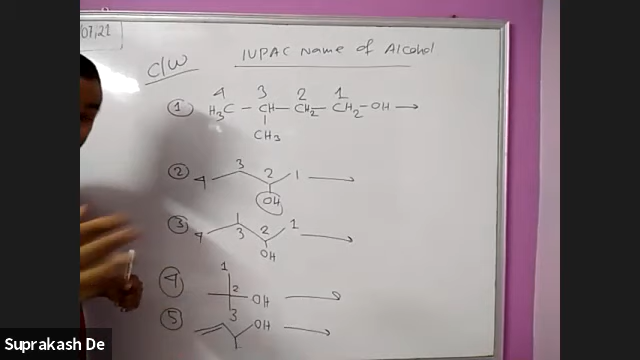 07,21
C/W
IUPAC Name of Alcohol
4 3 2 1
① H₃C – CH – CH₂ – CH₂ – OH →
CH₃
② 4 3 2 1 →
OH
③ 4 3 2 1 →
OH
④ 1
2 OH →
3
⑤ OH →
Suprakash De